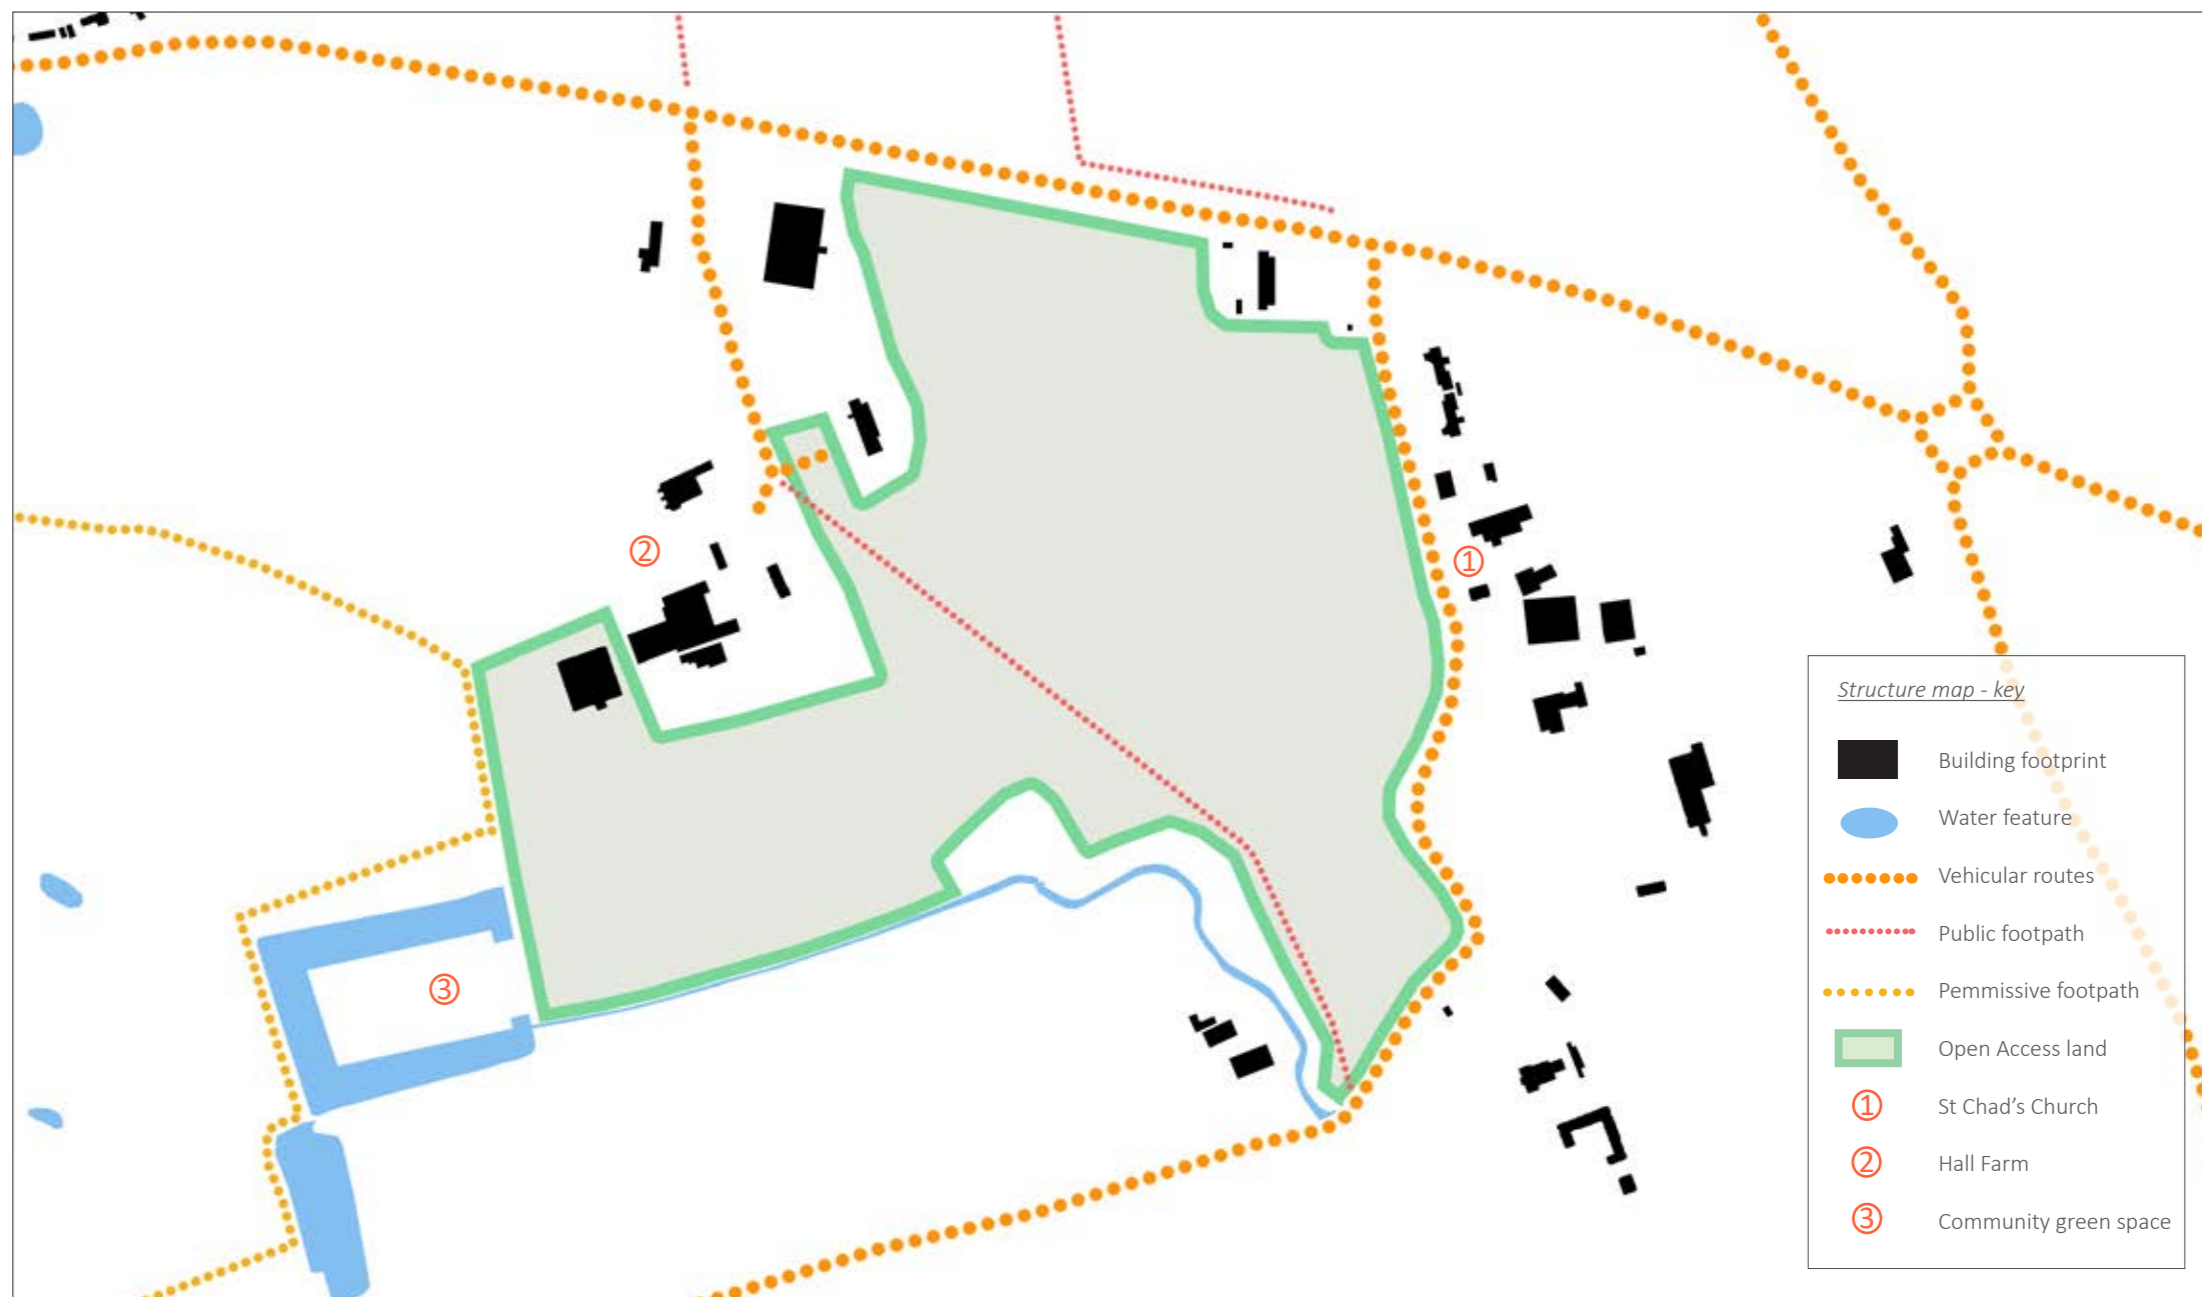 ②
①
③
Structure map - key
Building footprint
Water feature
Vehicular routes
Public footpath
Pemmissive footpath
Open Access land
① St Chad’s Church
② Hall Farm
③ Community green space